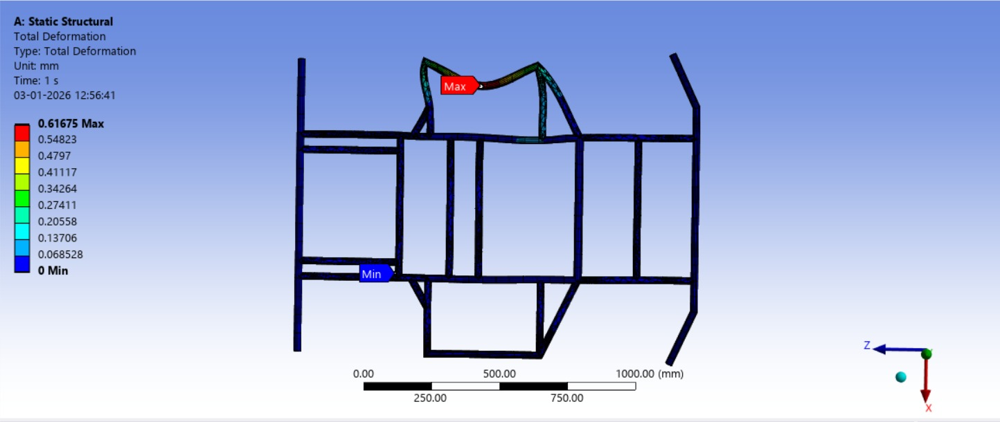 A: Static Structural
Total Deformation
Type: Total Deformation
Unit: mm
Time: 1 s
03-01-2026 12:56:41
0.61675 Max
0.54823
0.4797
0.41117
0.34264
0.27411
0.20558
0.13706
0.068528
0 Min
Max
Min
0.00 500.00 1000.00 (mm)
250.00 750.00
Z
X